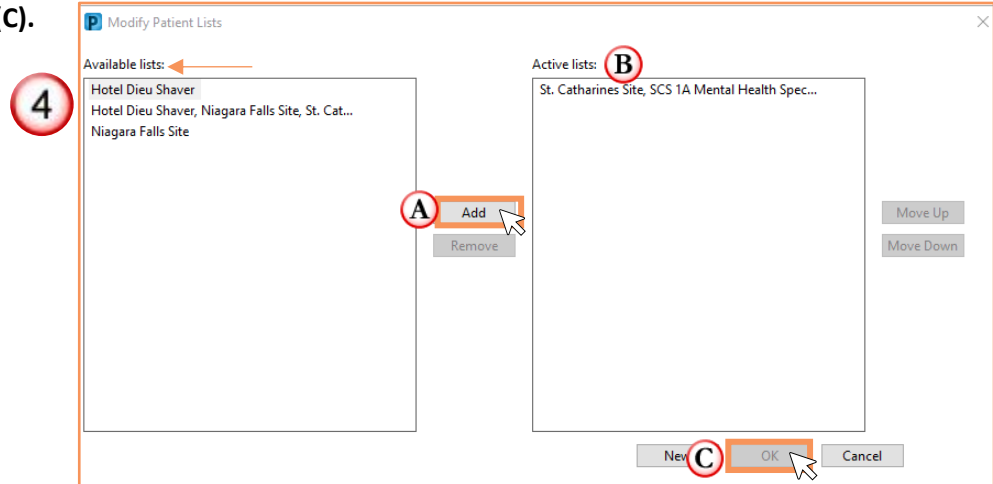 (C).
P Modify Patient Lists
Available lists:
Active lists: B
4
Hotel Dieu Shaver
Hotel Dieu Shaver, Niagara Falls Site, St. Cat...
Niagara Falls Site
St. Catharines Site, SCS 1A Mental Health Spec...
A Add
Remove
Move Up
Move Down
New C OK Cancel